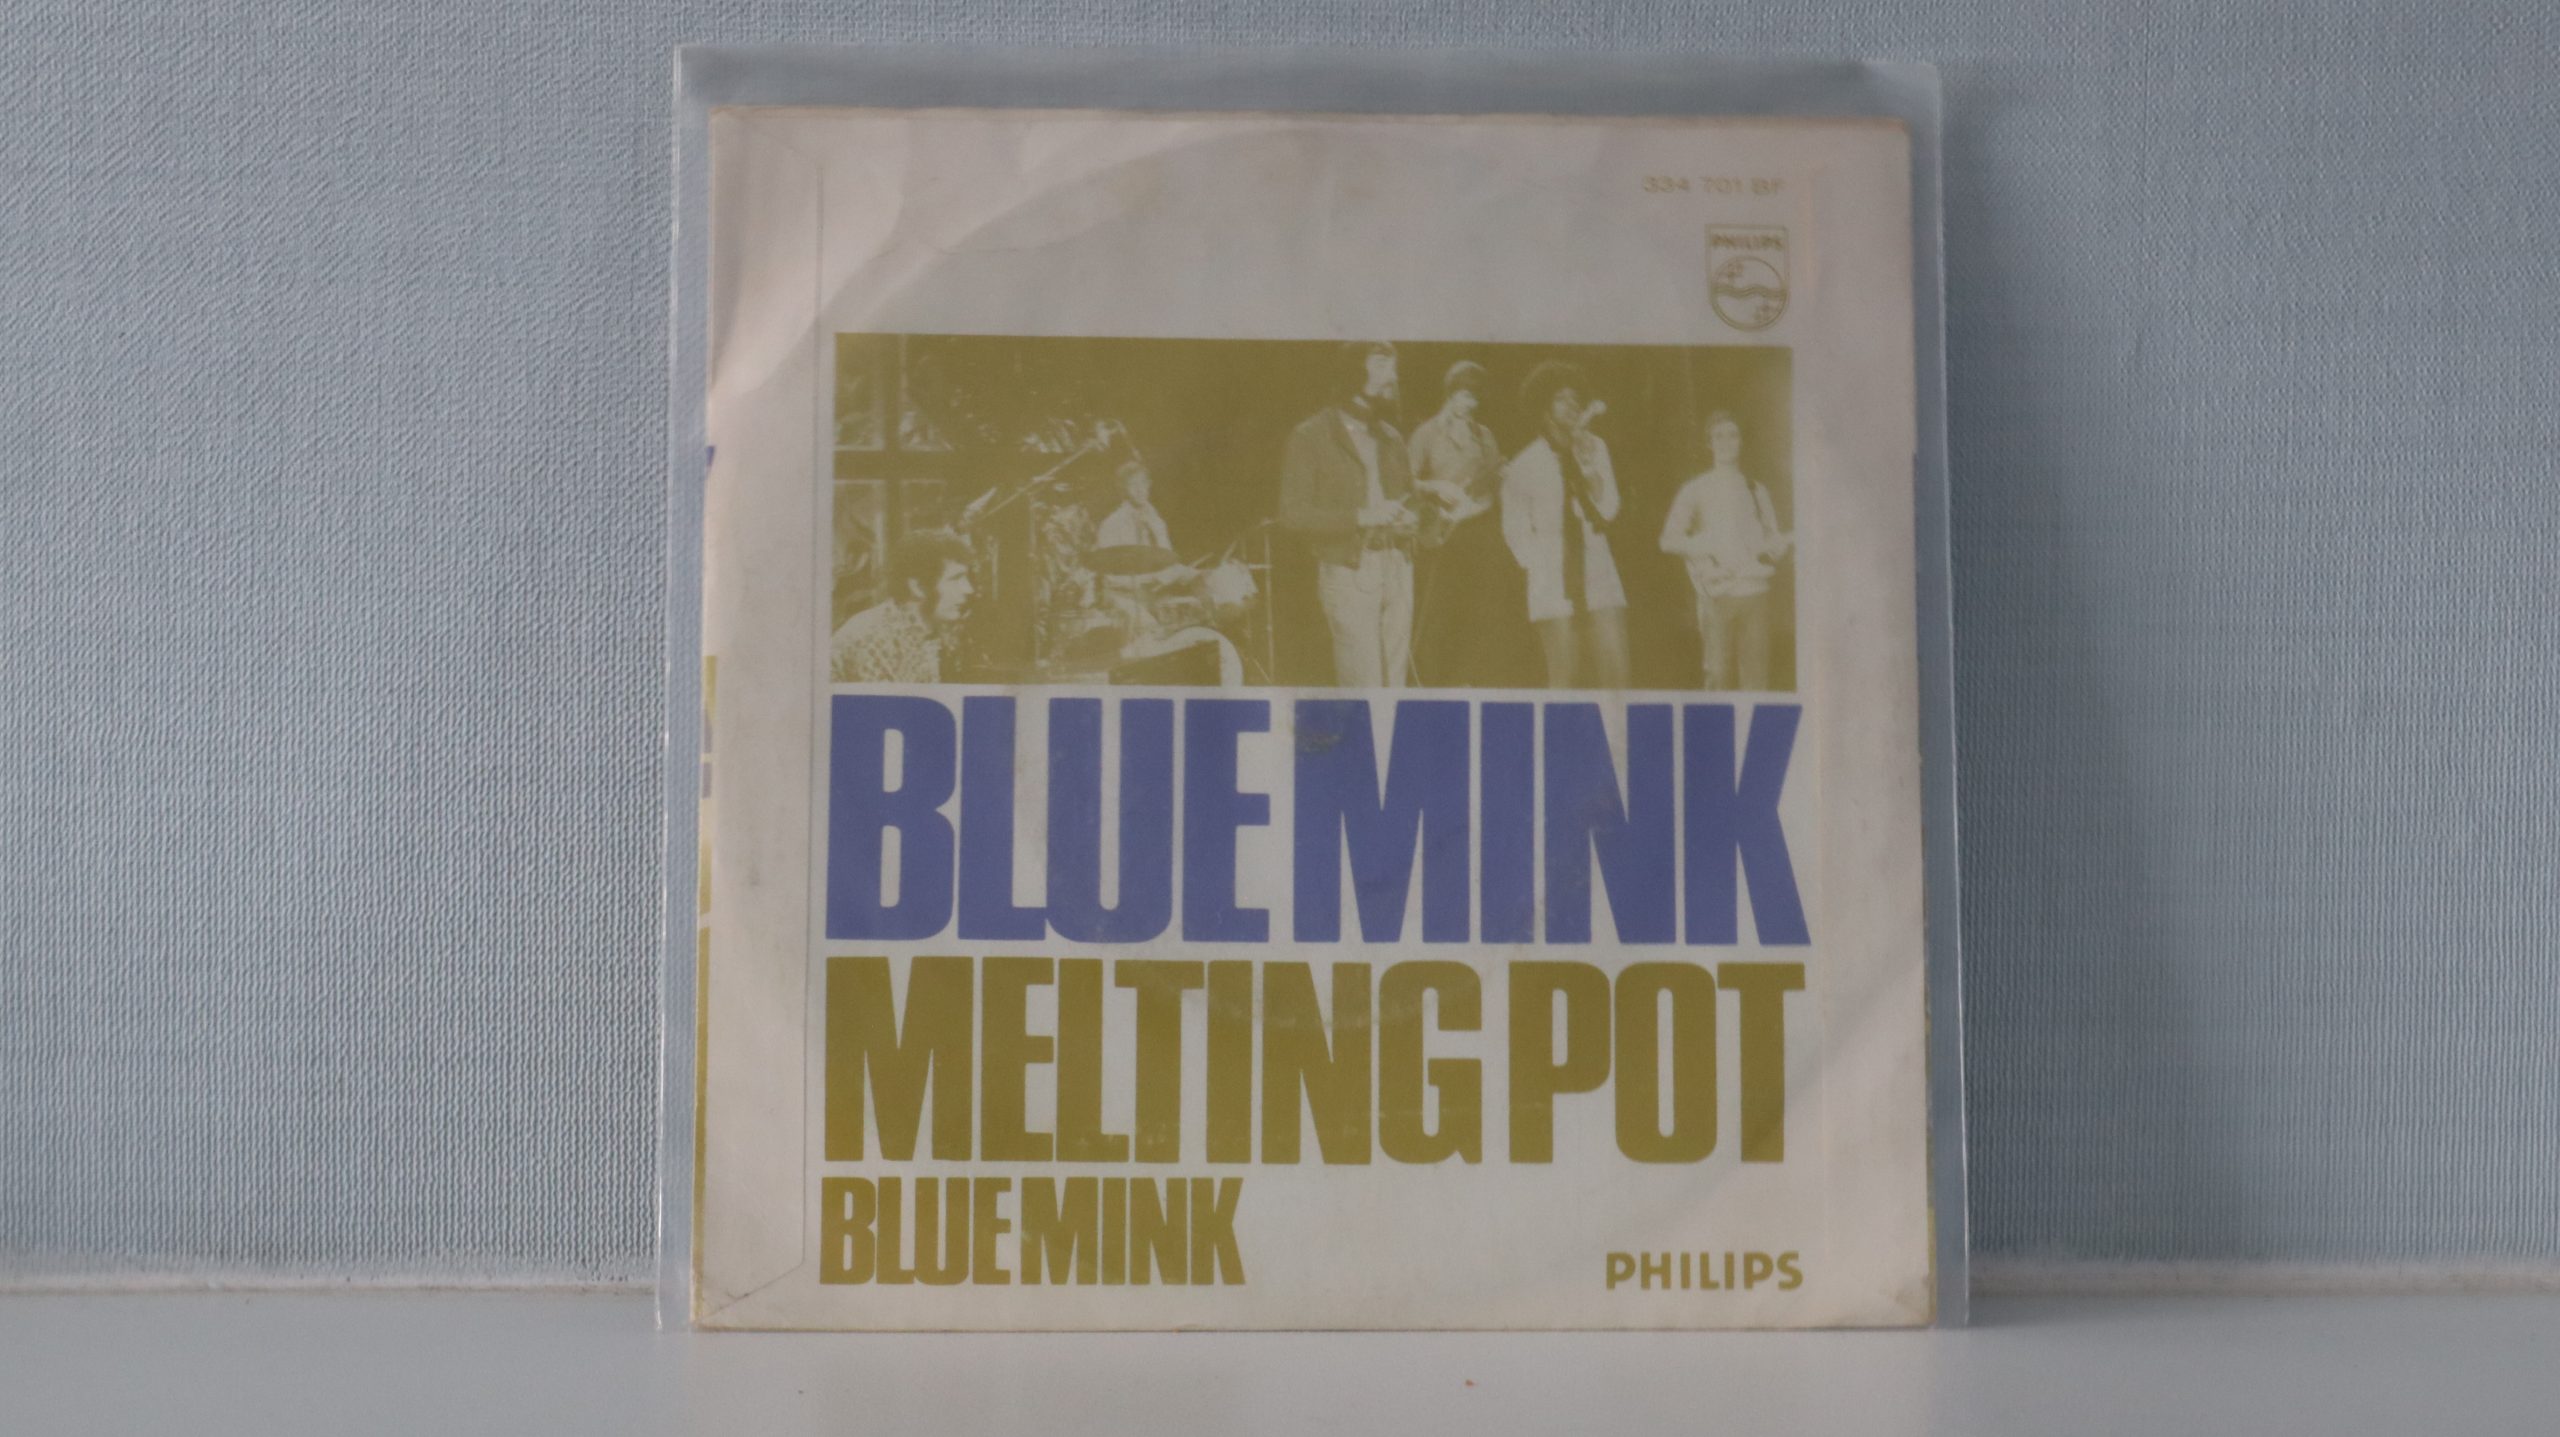 334 701 BF
PHILIPS
BLUE MINK
MELTING POT
BLUE MINK
PHILIPS